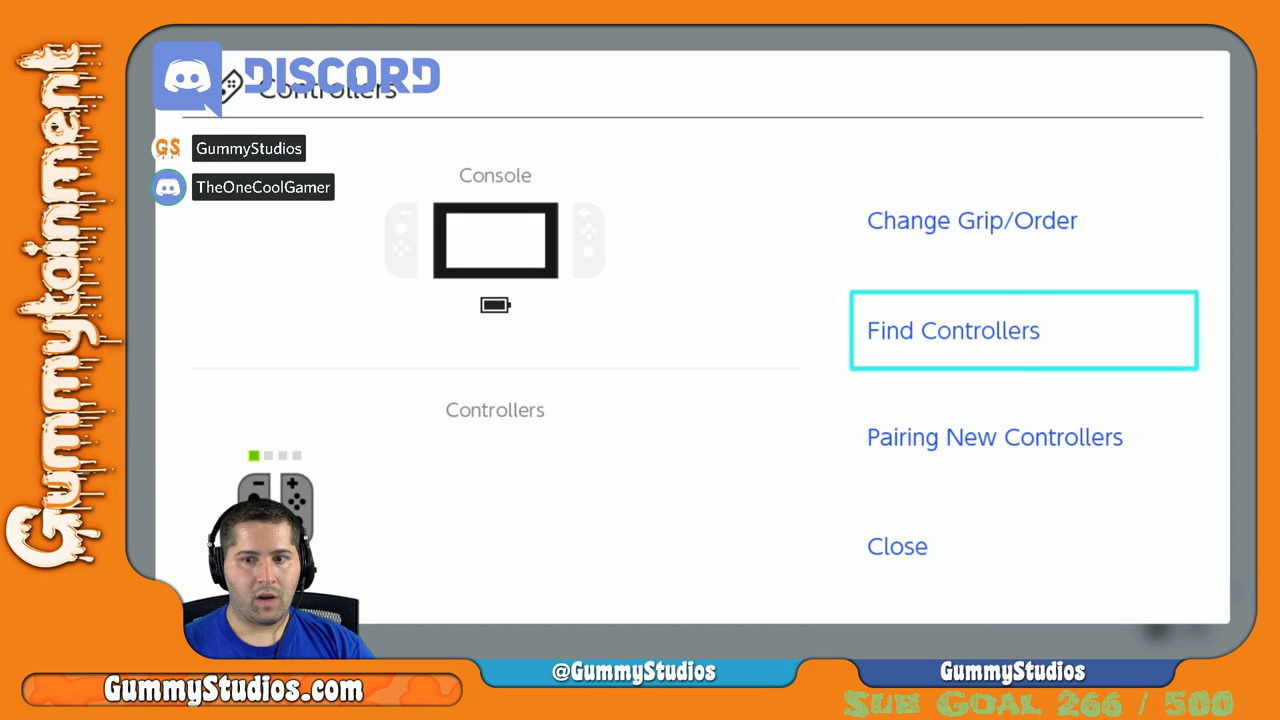 Gummytainment
DISCORD
Controllers
GS GummyStudios
TheOneCoolGamer
Console
Change Grip/Order
Find Controllers
Controllers
Pairing New Controllers
Close
GummyStudios.com
@GummyStudios
GummyStudios
Sub Goal 266 / 500